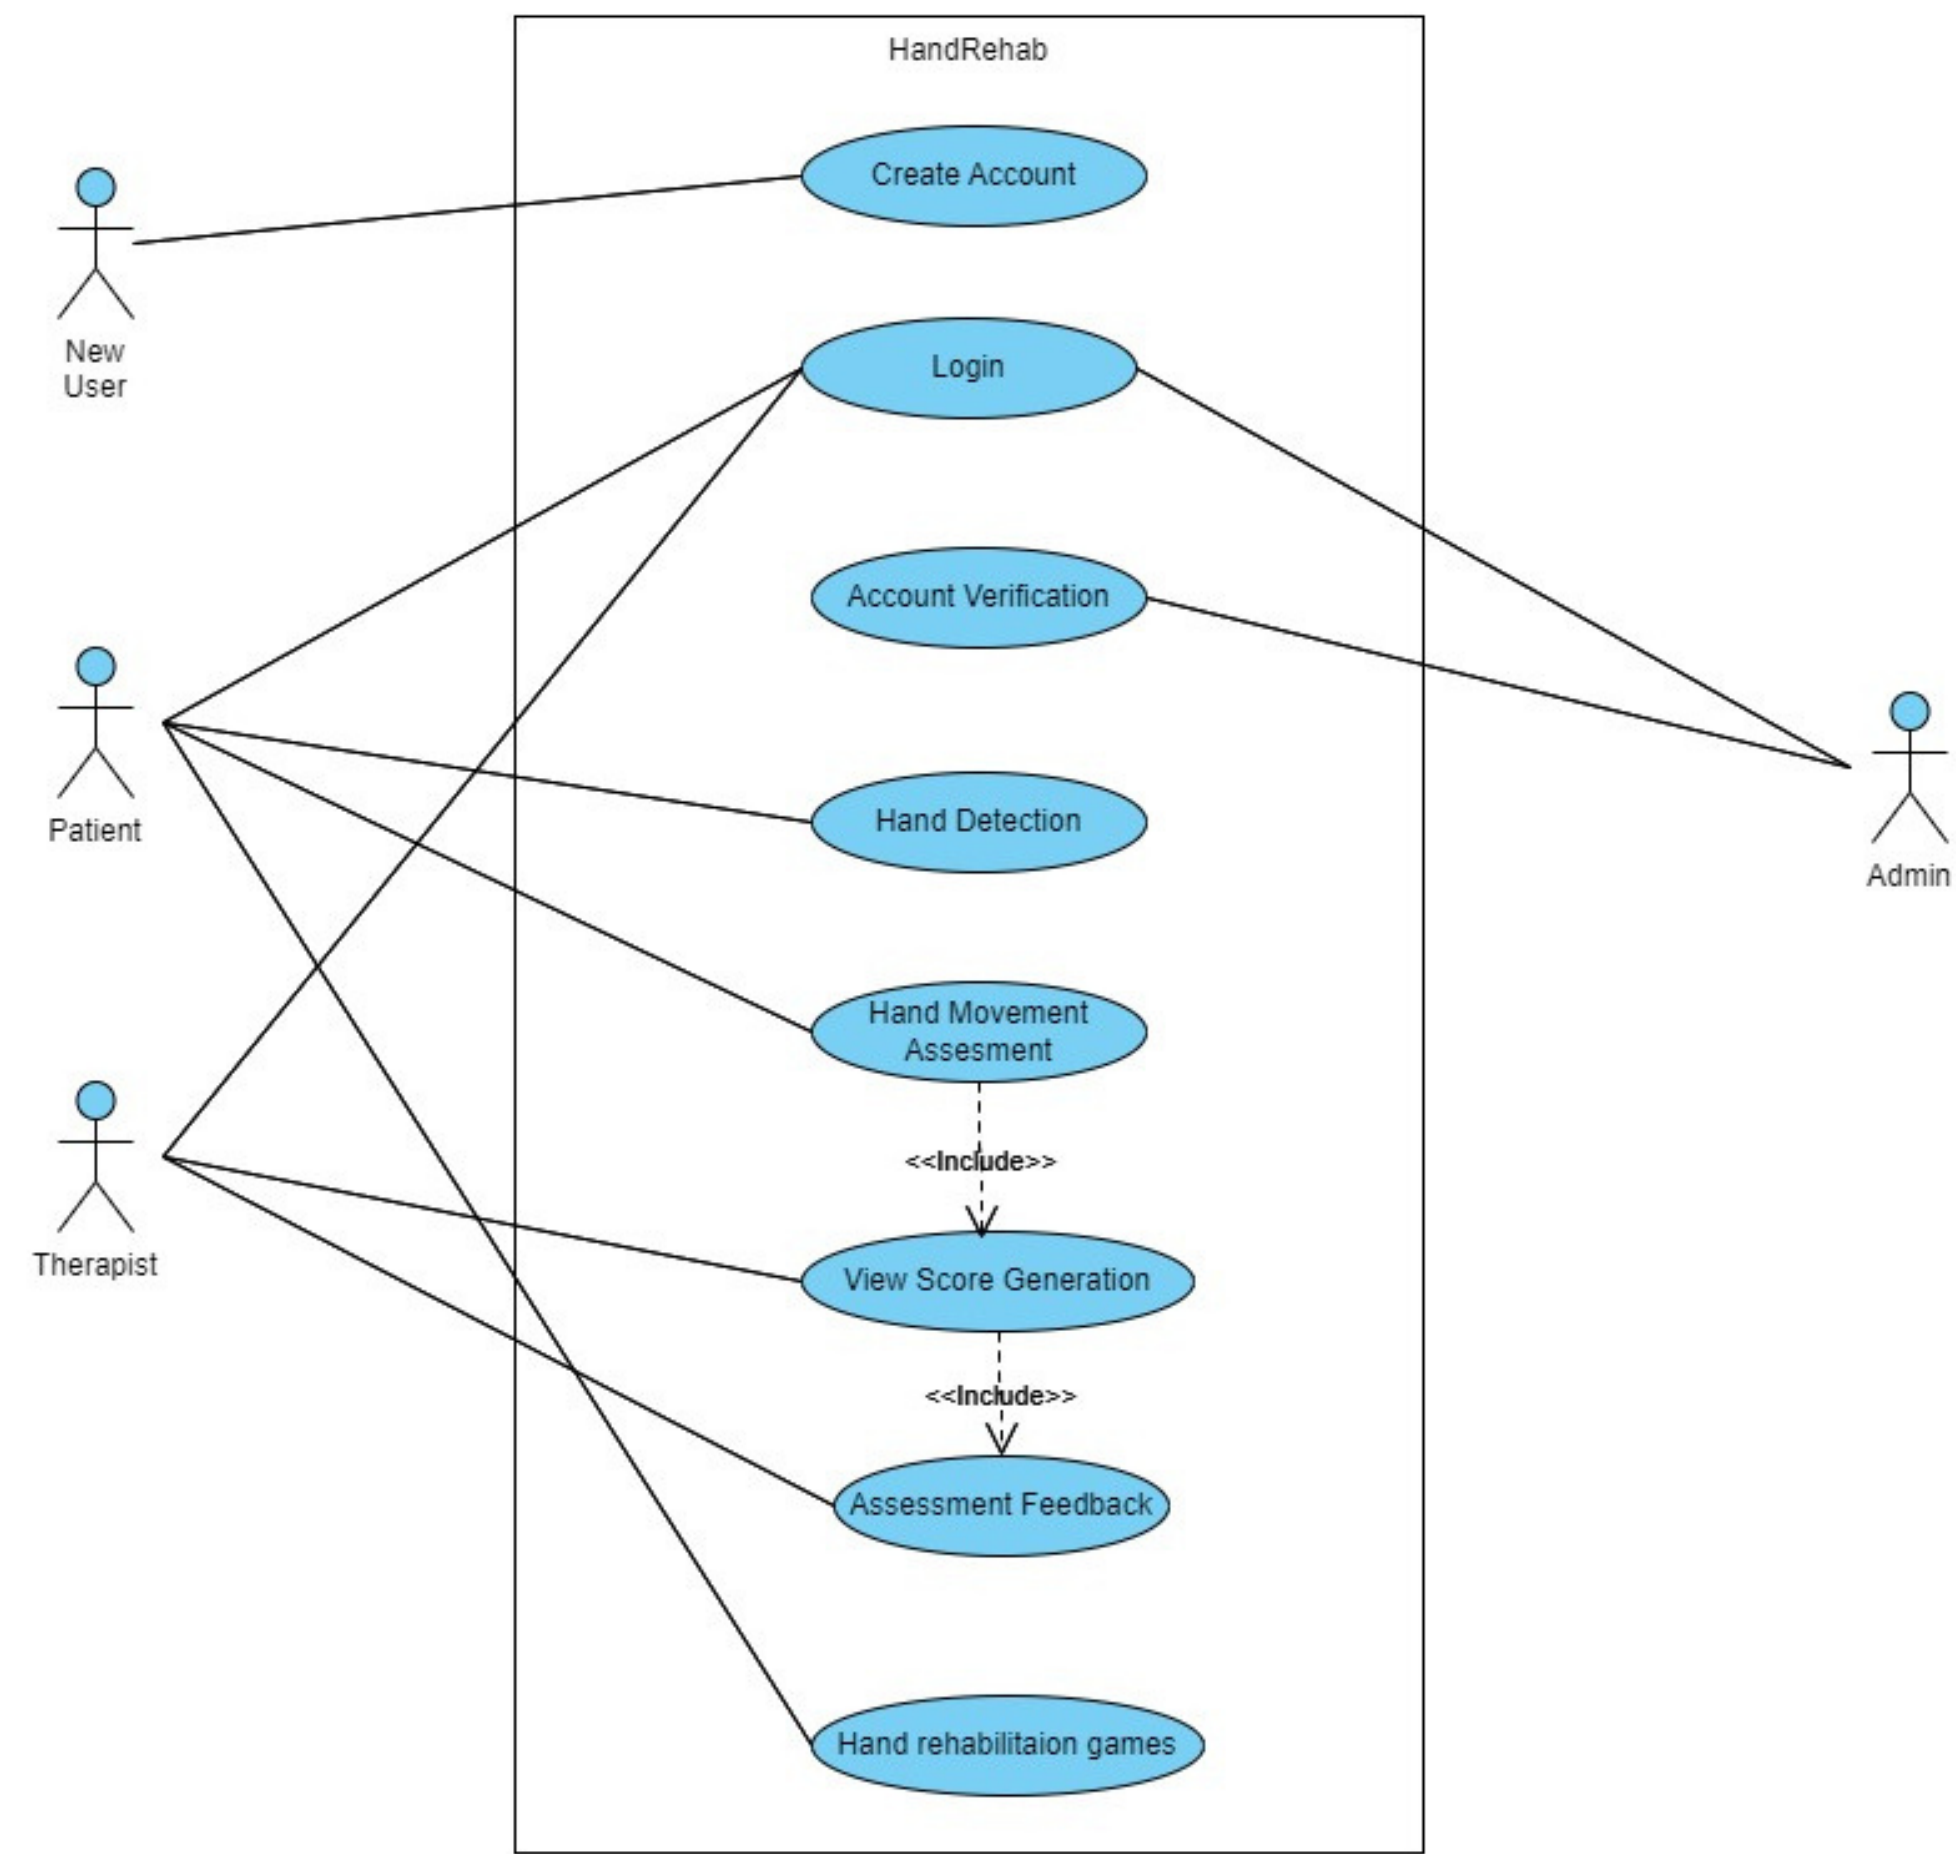 HandRehab
Create Account
New
User
Login
Account Verification
Patient
Hand Detection
Admin
Hand Movement
Assesment
<<Include>>
Therapist
View Score Generation
<<Include>>
Assessment Feedback
Hand rehabilitaion games